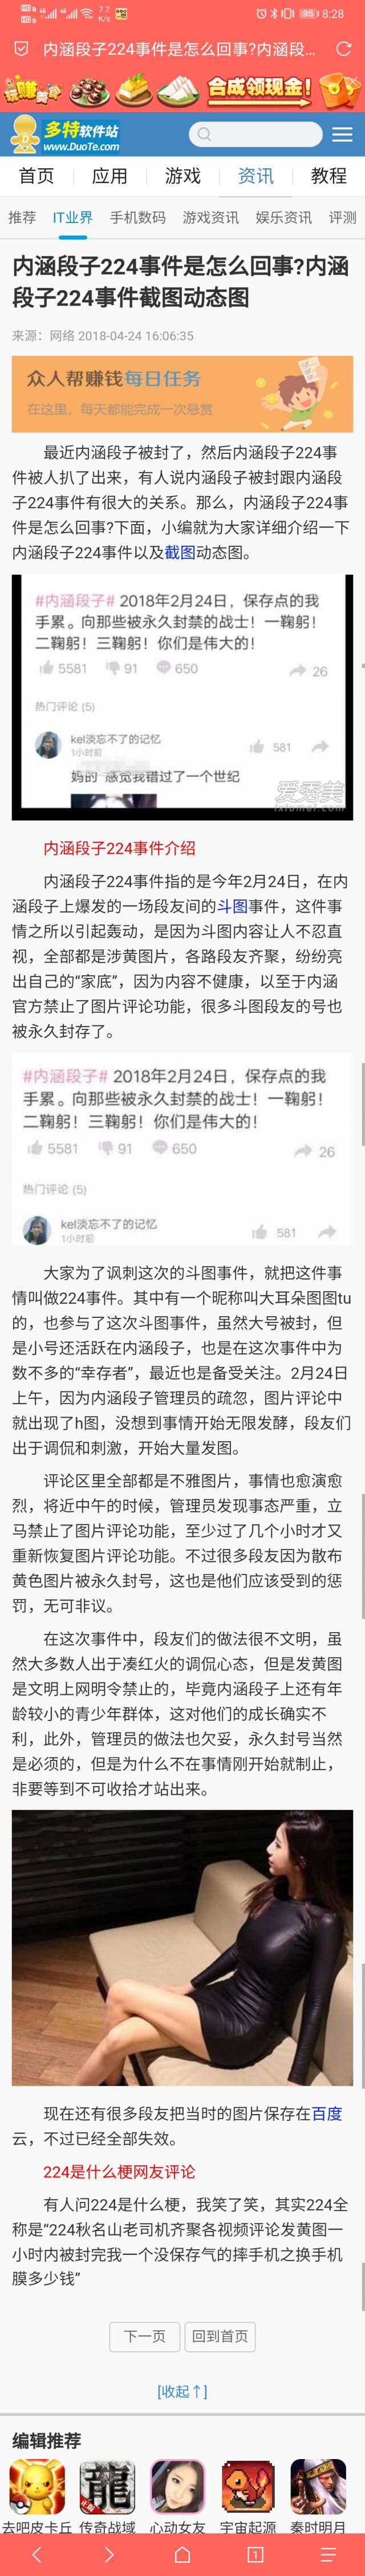 7.7
K/s
95
8:28
内涵段子224事件是怎么回事?内涵段...
合成领现金!
多特软件站
www.DuoTe.com
首页
应用
游戏
资讯
教程
推荐
IT业界
手机数码
游戏资讯
娱乐资讯
评测
内涵段子224事件是怎么回事?内涵
段子224事件截图动态图
来源：网络 2018-04-24 16:06:35
众人帮赚钱每日任务
在这里，每天都能完成一次悬赏
最近内涵段子被封了，然后内涵段子224事
件被人扒了出来，有人说内涵段子被封跟内涵段
子224事件有很大的关系。那么，内涵段子224事
件是怎么回事?下面，小编就为大家详细介绍一下
内涵段子224事件以及截图动态图。
#内涵段子# 2018年2月24日，保存点的我
手累。向那些被永久封禁的战士！一鞠躬！
二鞠躬！三鞠躬！你们是伟大的！
5581
91
650
26
热门评论 (5)
kel淡忘不了的记忆
1小时前
581
妈的 感觉我错过了一个世纪
爱秀美
ixiumei.com
内涵段子224事件介绍
内涵段子224事件指的是今年2月24日，在内
涵段子上爆发的一场段友间的斗图事件，这件事
情之所以引起轰动，是因为斗图内容让人不忍直
视，全部都是涉黄图片，各路段友齐聚，纷纷亮
出自己的“家底”，因为内容不健康，以至于内涵
官方禁止了图片评论功能，很多斗图段友的号也
被永久封存了。
#内涵段子# 2018年2月24日，保存点的我
手累。向那些被永久封禁的战士！一鞠躬！
二鞠躬！三鞠躬！你们是伟大的！
5581
91
650
26
热门评论 (5)
kel淡忘不了的记忆
1小时前
581
大家为了讽刺这次的斗图事件，就把这件事
情叫做224事件。其中有一个昵称叫大耳朵图图tu
的，也参与了这次斗图事件，虽然大号被封，但
是小号还活跃在内涵段子，也是在这次事件中为
数不多的“幸存者”，最近也是备受关注。2月24日
上午，因为内涵段子管理员的疏忽，图片评论中
就出现了h图，没想到事情开始无限发酵，段友们
出于调侃和刺激，开始大量发图。
评论区里全部都是不雅图片，事情也愈演愈
烈，将近中午的时候，管理员发现事态严重，立
马禁止了图片评论功能，至少过了几个小时才又
重新恢复图片评论功能。不过很多段友因为散布
黄色图片被永久封号，这也是他们应该受到的惩
罚，无可非议。
在这次事件中，段友们的做法很不文明，虽
然大多数人出于凑红火的调侃心态，但是发黄图
是文明上网明令禁止的，毕竟内涵段子上还有年
龄较小的青少年群体，这对他们的成长确实不
利，此外，管理员的做法也欠妥，永久封号当然
是必须的，但是为什么不在事情刚开始就制止，
非要等到不可收拾才站出来。
现在还有很多段友把当时的图片保存在百度
云，不过已经全部失效。
224是什么梗网友评论
有人问224是什么梗，我笑了笑，其实224全
称是“224秋名山老司机齐聚各视频评论发黄图一
小时内被封完我一个没保存气的摔手机之换手机
膜多少钱”
下一页
回到首页
[收起↑]
编辑推荐
去吧皮卡丘
传奇战域
心动女友
宇宙起源
秦时明月
1